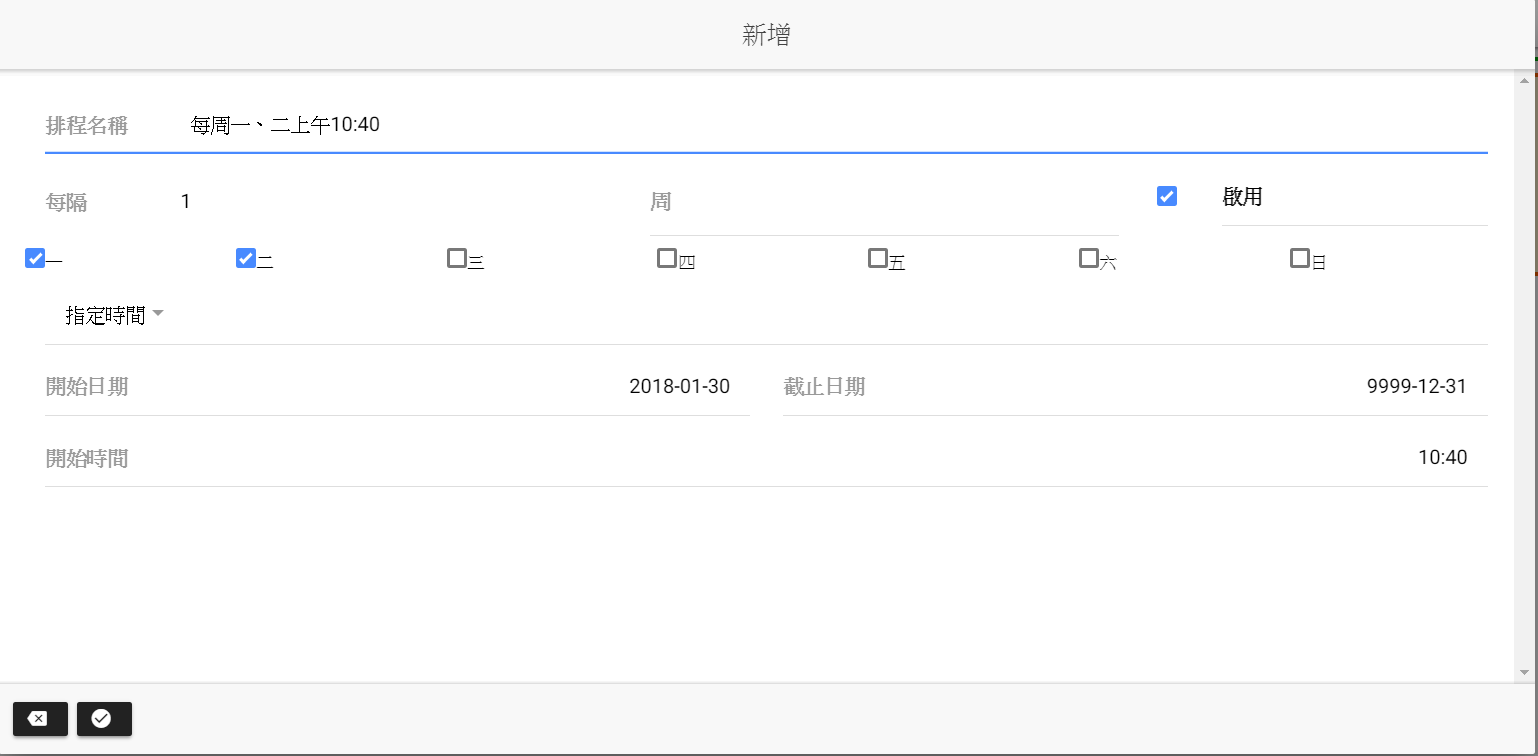 新增
排程名稱 每周一、二上午10:40
每隔 1 周 啟用
一 二 三 四 五 六 日
指定時間
開始日期 2018-01-30 截止日期 9999-12-31
開始時間 10:40